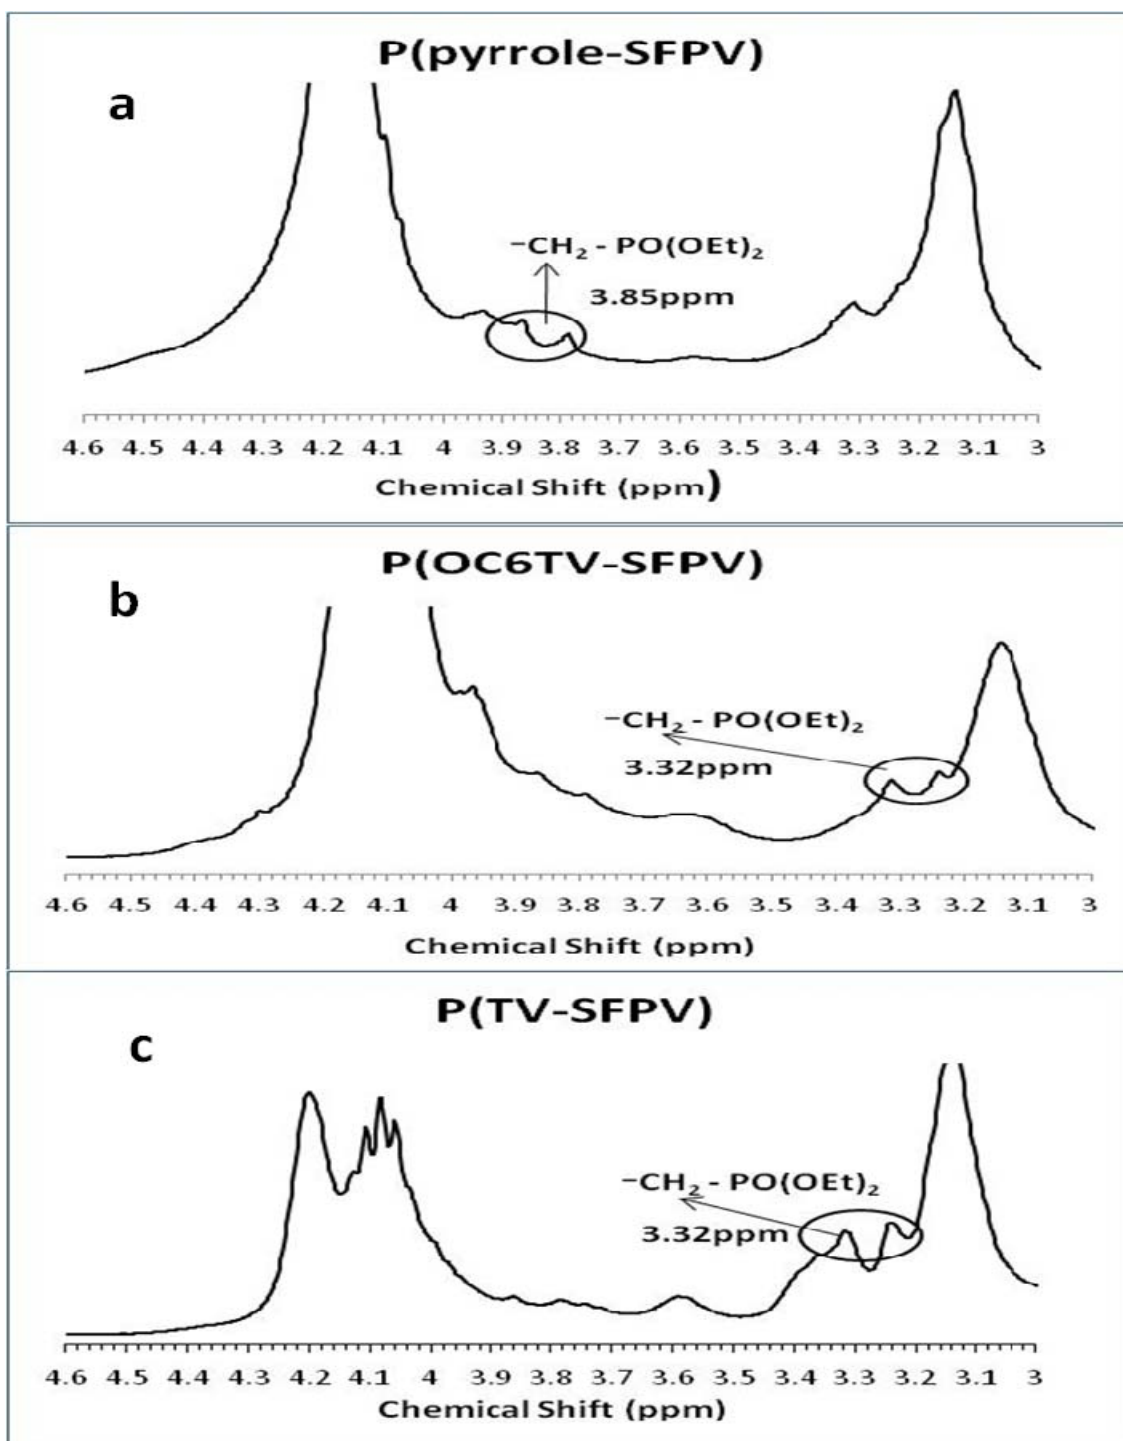 P(pyrrole-SFPV)
a
−CH₂ - PO(OEt)₂
3.85ppm
4.6 4.5 4.4 4.3 4.2 4.1 4 3.9 3.8 3.7 3.6 3.5 3.4 3.3 3.2 3.1 3
Chemical Shift (ppm)
P(OC6TV-SFPV)
b
−CH₂ - PO(OEt)₂
3.32ppm
4.6 4.5 4.4 4.3 4.2 4.1 4 3.9 3.8 3.7 3.6 3.5 3.4 3.3 3.2 3.1 3
Chemical Shift (ppm)
P(TV-SFPV)
c
−CH₂ - PO(OEt)₂
3.32ppm
4.6 4.5 4.4 4.3 4.2 4.1 4 3.9 3.8 3.7 3.6 3.5 3.4 3.3 3.2 3.1 3
Chemical Shift (ppm)